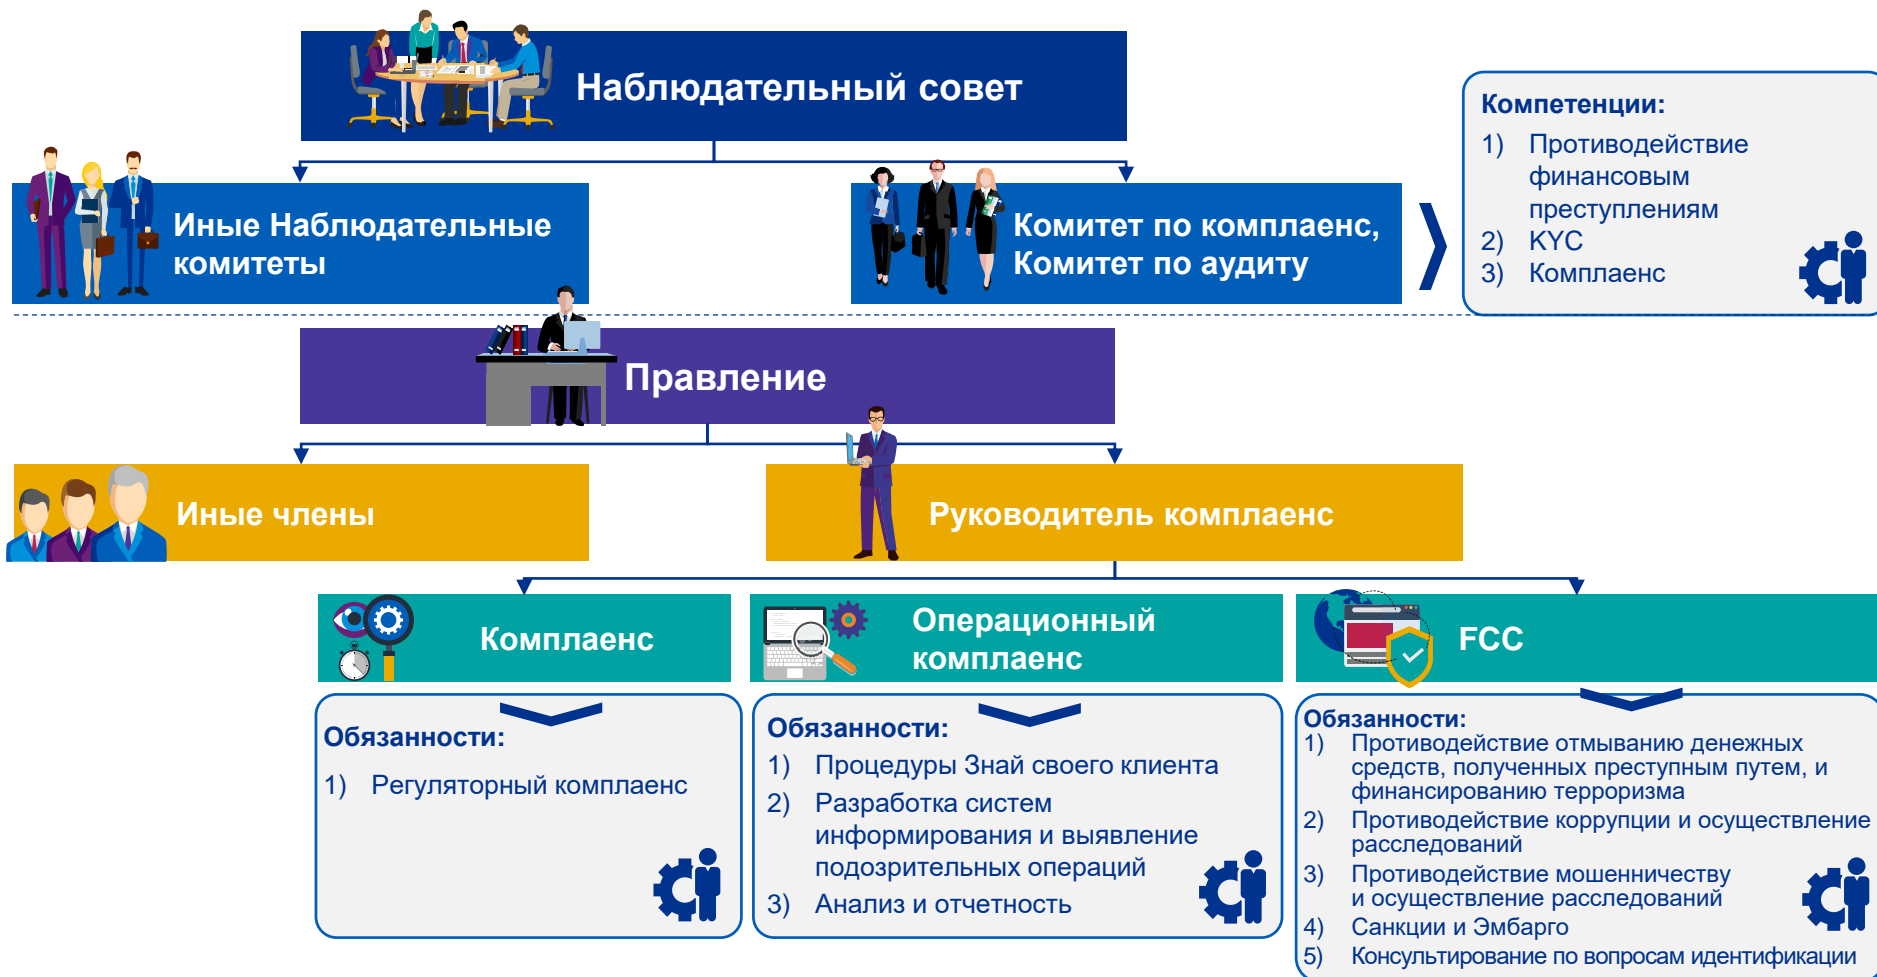 Наблюдательный совет
Компетенции:
1) Противодействие
финансовым
преступлениям
2) KYC
3) Комплаенс
Иные Наблюдательные
комитеты
Комитет по комплаенс,
Комитет по аудиту
Правление
Иные члены
Руководитель комплаенс
Комплаенс
Операционный
комплаенс
FCC
Обязанности:
1) Регуляторный комплаенс
Обязанности:
1) Процедуры Знай своего клиента
2) Разработка систем
информирования и выявление
подозрительных операций
3) Анализ и отчетность
Обязанности:
1) Противодействие отмыванию денежных
средств, полученных преступным путем, и
финансированию терроризма
2) Противодействие коррупции и осуществление
расследований
3) Противодействие мошенничеству
и осуществление расследований
4) Санкции и Эмбарго
5) Консультирование по вопросам идентификации